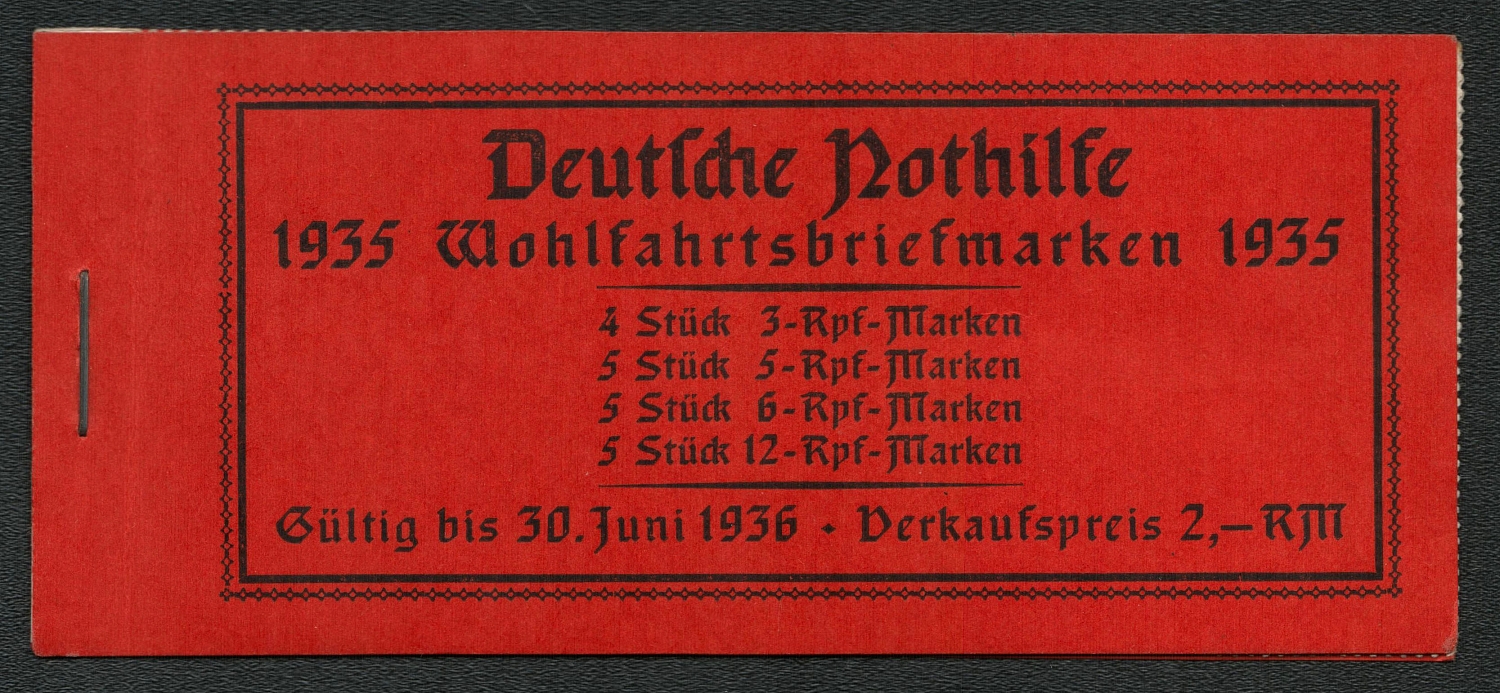 Deutſche Nothilfe
1935 Wohlfahrtsbriefmarken 1935
4 Stück 3-Rpf-Marken
5 Stück 5-Rpf-Marken
5 Stück 6-Rpf-Marken
5 Stück 12-Rpf-Marken
Gültig bis 30. Juni 1936 · Verkaufspreis 2,— RM